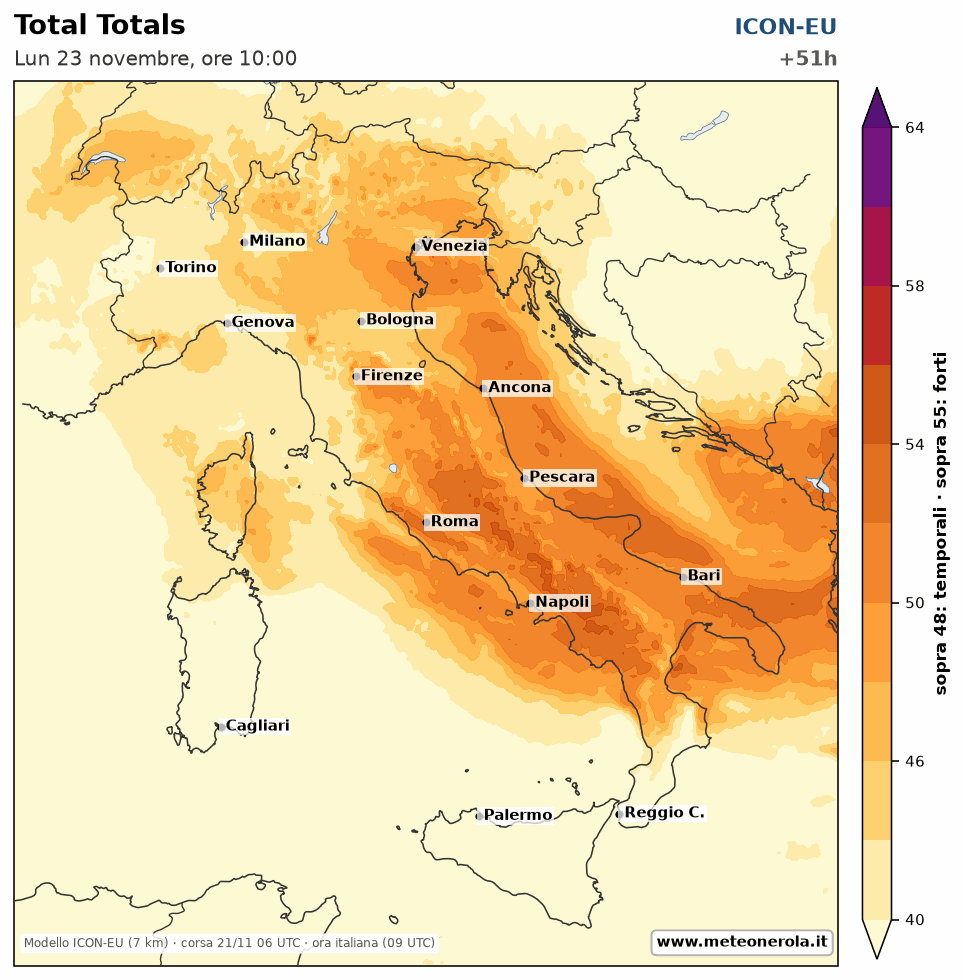 Total Totals
ICON-EU
Lun 23 novembre, ore 10:00
+51h
64
58
54
50
46
40
sopra 48: temporali · sopra 55: forti
Milano
Venezia
Torino
Genova
Bologna
Firenze
Ancona
Pescara
Roma
Bari
Napoli
Cagliari
Palermo
Reggio C.
Modello ICON-EU (7 km) · corsa 21/11 06 UTC · ora italiana (09 UTC)
www.meteonerola.it